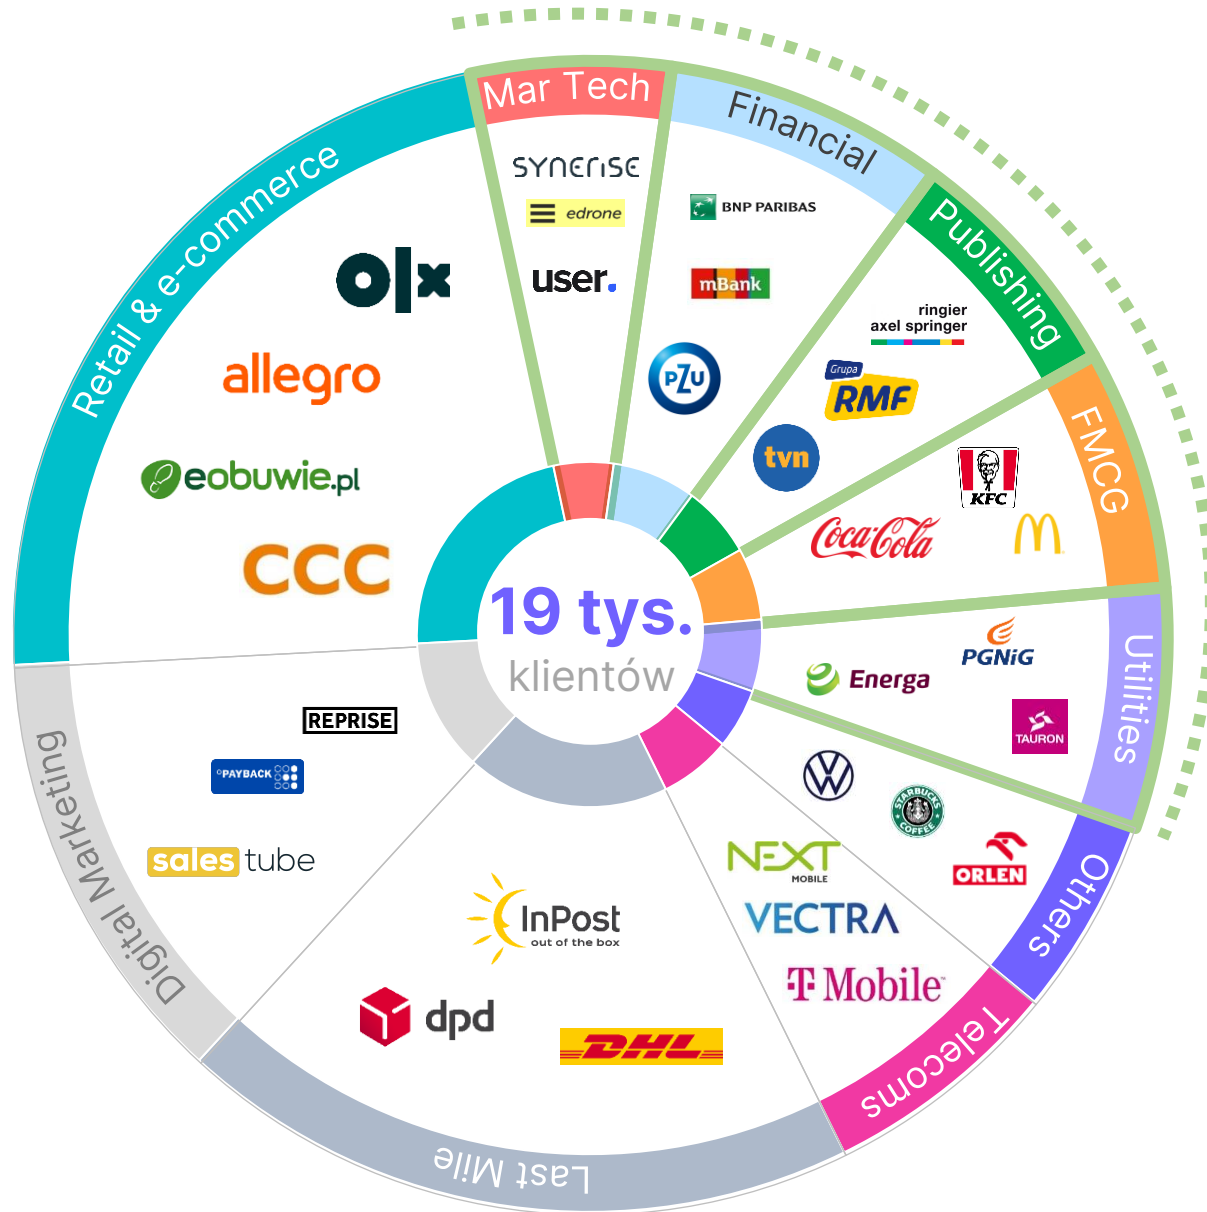 Mar Tech
SYNERISE
edrone
user.
Financial
BNP PARIBAS
mBank
PZU
Publishing
ringier
axel springer
Grupa
RMF
tvn
FMCG
KFC
Coca-Cola
Utilities
PGNiG
Energa
TAURON
Others
STARBUCKS
COFFEE
ORLEN
Telecoms
NEXT
MOBILE
VECTRA
T Mobile
Last Mile
InPost
out of the box
dpd
DHL
Digital Marketing
REPRISE
PAYBACK
sales tube
Retail & e-commerce
olx
allegro
eobuwie.pl
CCC
19 tys.
klientów